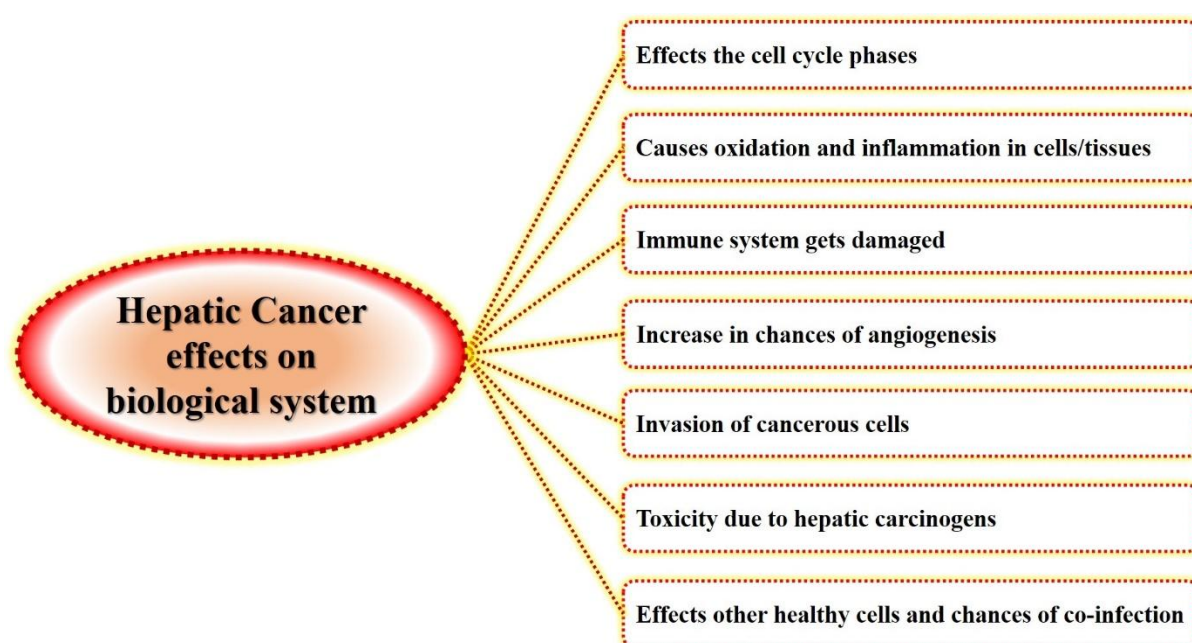 Hepatic Cancer
effects on
biological system
Effects the cell cycle phases
Causes oxidation and inflammation in cells/tissues
Immune system gets damaged
Increase in chances of angiogenesis
Invasion of cancerous cells
Toxicity due to hepatic carcinogens
Effects other healthy cells and chances of co-infection